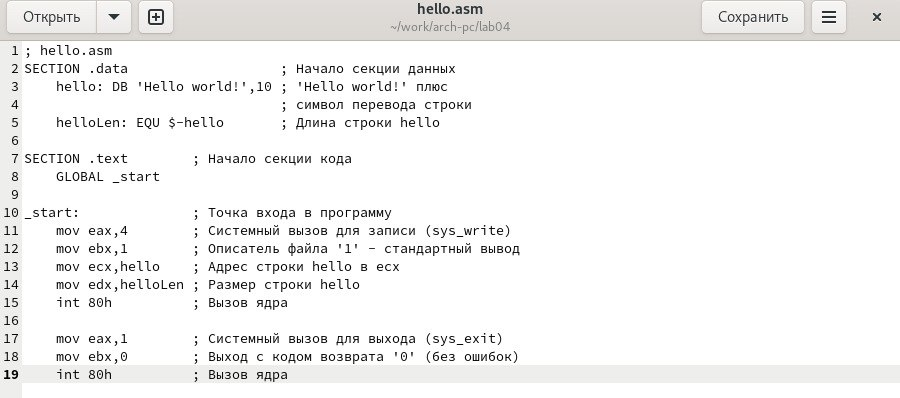 Открыть
hello.asm
~/work/arch-pc/lab04
Сохранить
1 ; hello.asm
2 SECTION .data                   ; Начало секции данных
3     hello: DB 'Hello world!',10 ; 'Hello world!' плюс
4                                 ; символ перевода строки
5     helloLen: EQU $-hello       ; Длина строки hello
6
7 SECTION .text        ; Начало секции кода
8     GLOBAL _start
9
10 _start:              ; Точка входа в программу
11     mov eax,4        ; Системный вызов для записи (sys_write)
12     mov ebx,1        ; Описатель файла '1' - стандартный вывод
13     mov ecx,hello    ; Адрес строки hello в ecx
14     mov edx,helloLen ; Размер строки hello
15     int 80h          ; Вызов ядра
16
17     mov eax,1        ; Системный вызов для выхода (sys_exit)
18     mov ebx,0        ; Выход с кодом возврата '0' (без ошибок)
19     int 80h          ; Вызов ядра